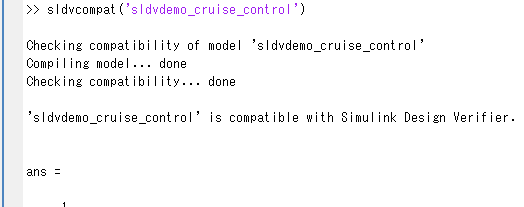 >> sldvcompat('sldvdemo_cruise_control')
Checking compatibility of model 'sldvdemo_cruise_control'
Compiling model... done
Checking compatibility... done
'sldvdemo_cruise_control' is compatible with Simulink Design Verifier.
ans =